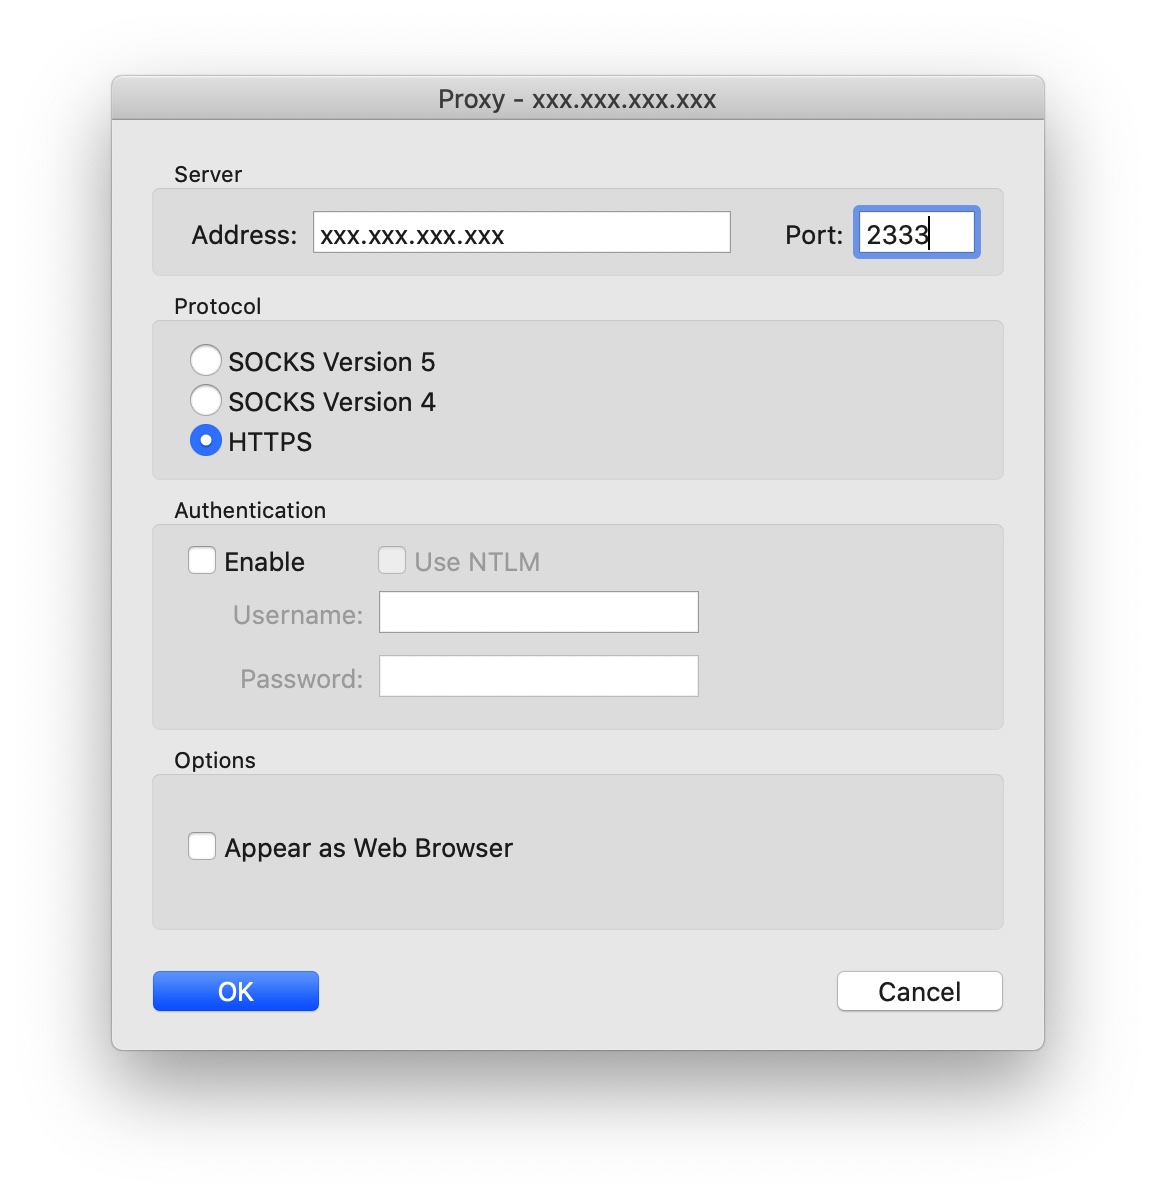 Proxy - xxx.xxx.xxx.xxx
Server
Address: xxx.xxx.xxx.xxx Port: 2333
Protocol
SOCKS Version 5
SOCKS Version 4
HTTPS
Authentication
Enable Use NTLM
Username:
Password:
Options
Appear as Web Browser
OK Cancel